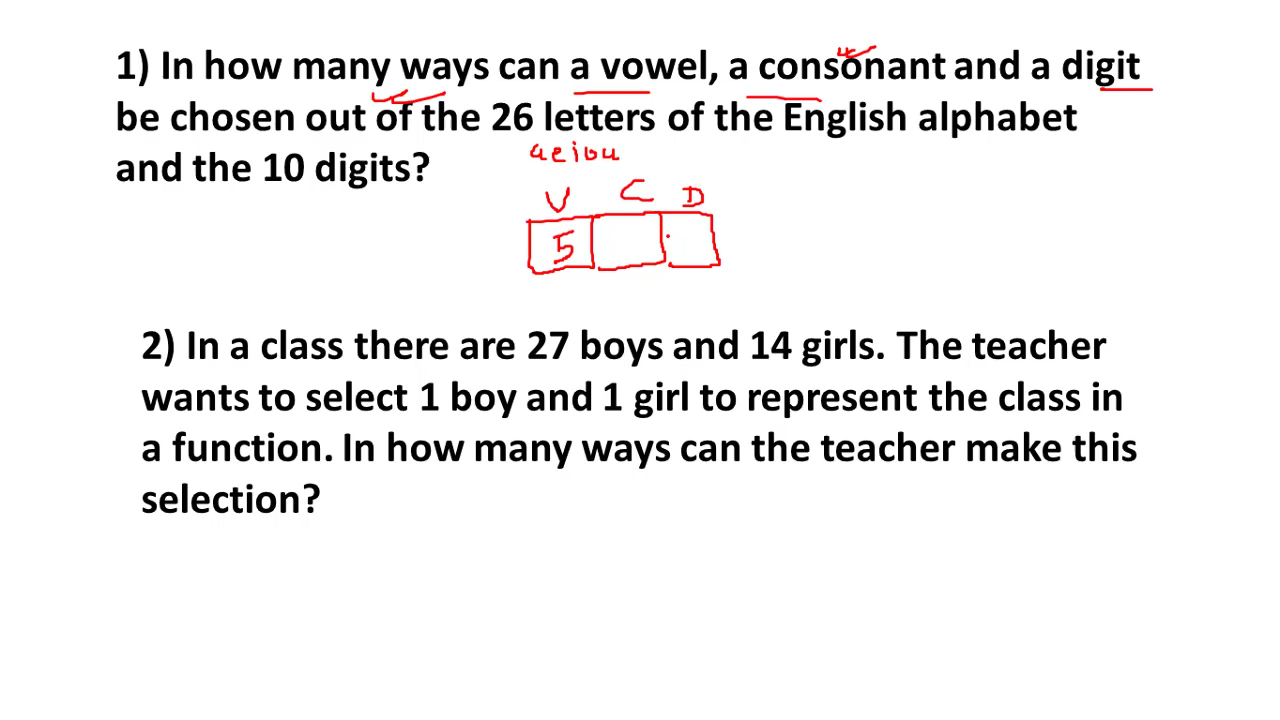 1) In how many ways can a vowel, a consonant and a digit
be chosen out of the 26 letters of the English alphabet
and the 10 digits?
aeiou
V C D
5
2) In a class there are 27 boys and 14 girls. The teacher
wants to select 1 boy and 1 girl to represent the class in
a function. In how many ways can the teacher make this
selection?